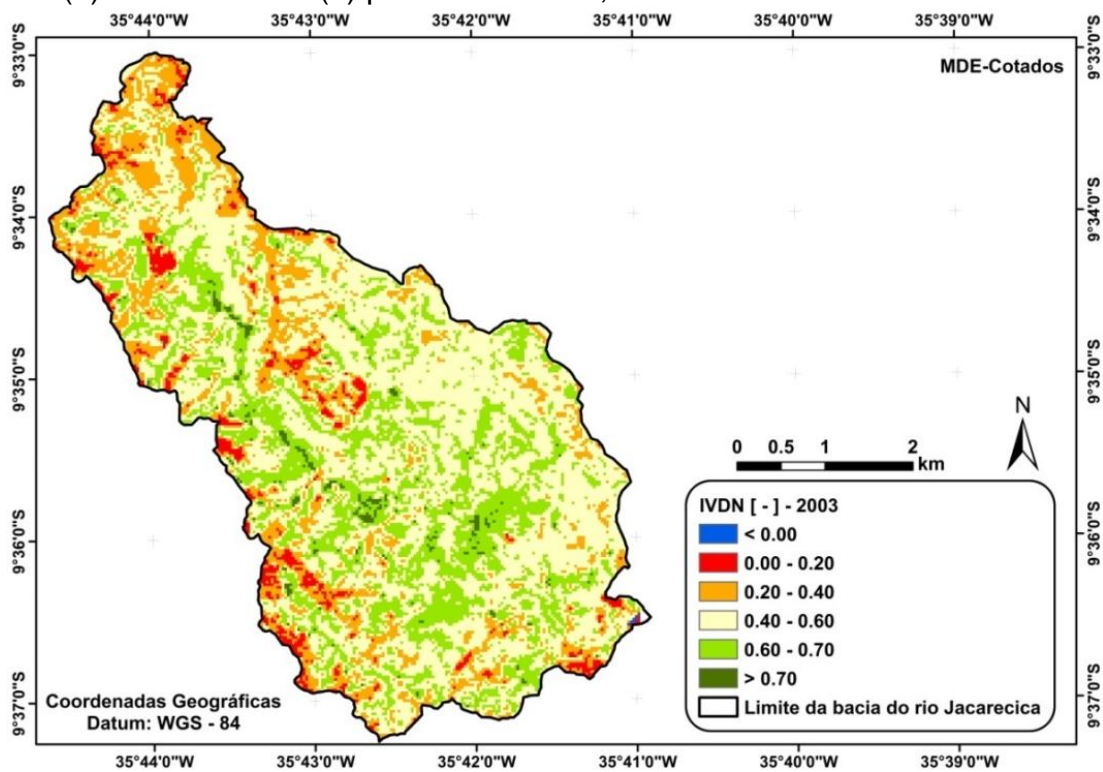 35°44'0"W 35°43'0"W 35°42'0"W 35°41'0"W 35°40'0"W 35°39'0"W
9°33'0"S 9°33'0"S
MDE-Cotados
9°34'0"S 9°34'0"S
9°35'0"S 9°35'0"S
N
0 0.5 1 2
km
IVDN [ - ] - 2003
< 0.00
0.00 - 0.20
0.20 - 0.40
0.40 - 0.60
0.60 - 0.70
> 0.70
Limite da bacia do rio Jacarecica
9°36'0"S 9°36'0"S
Coordenadas Geográficas
Datum: WGS - 84
9°37'0"S 9°37'0"S
35°44'0"W 35°43'0"W 35°42'0"W 35°41'0"W 35°40'0"W 35°39'0"W